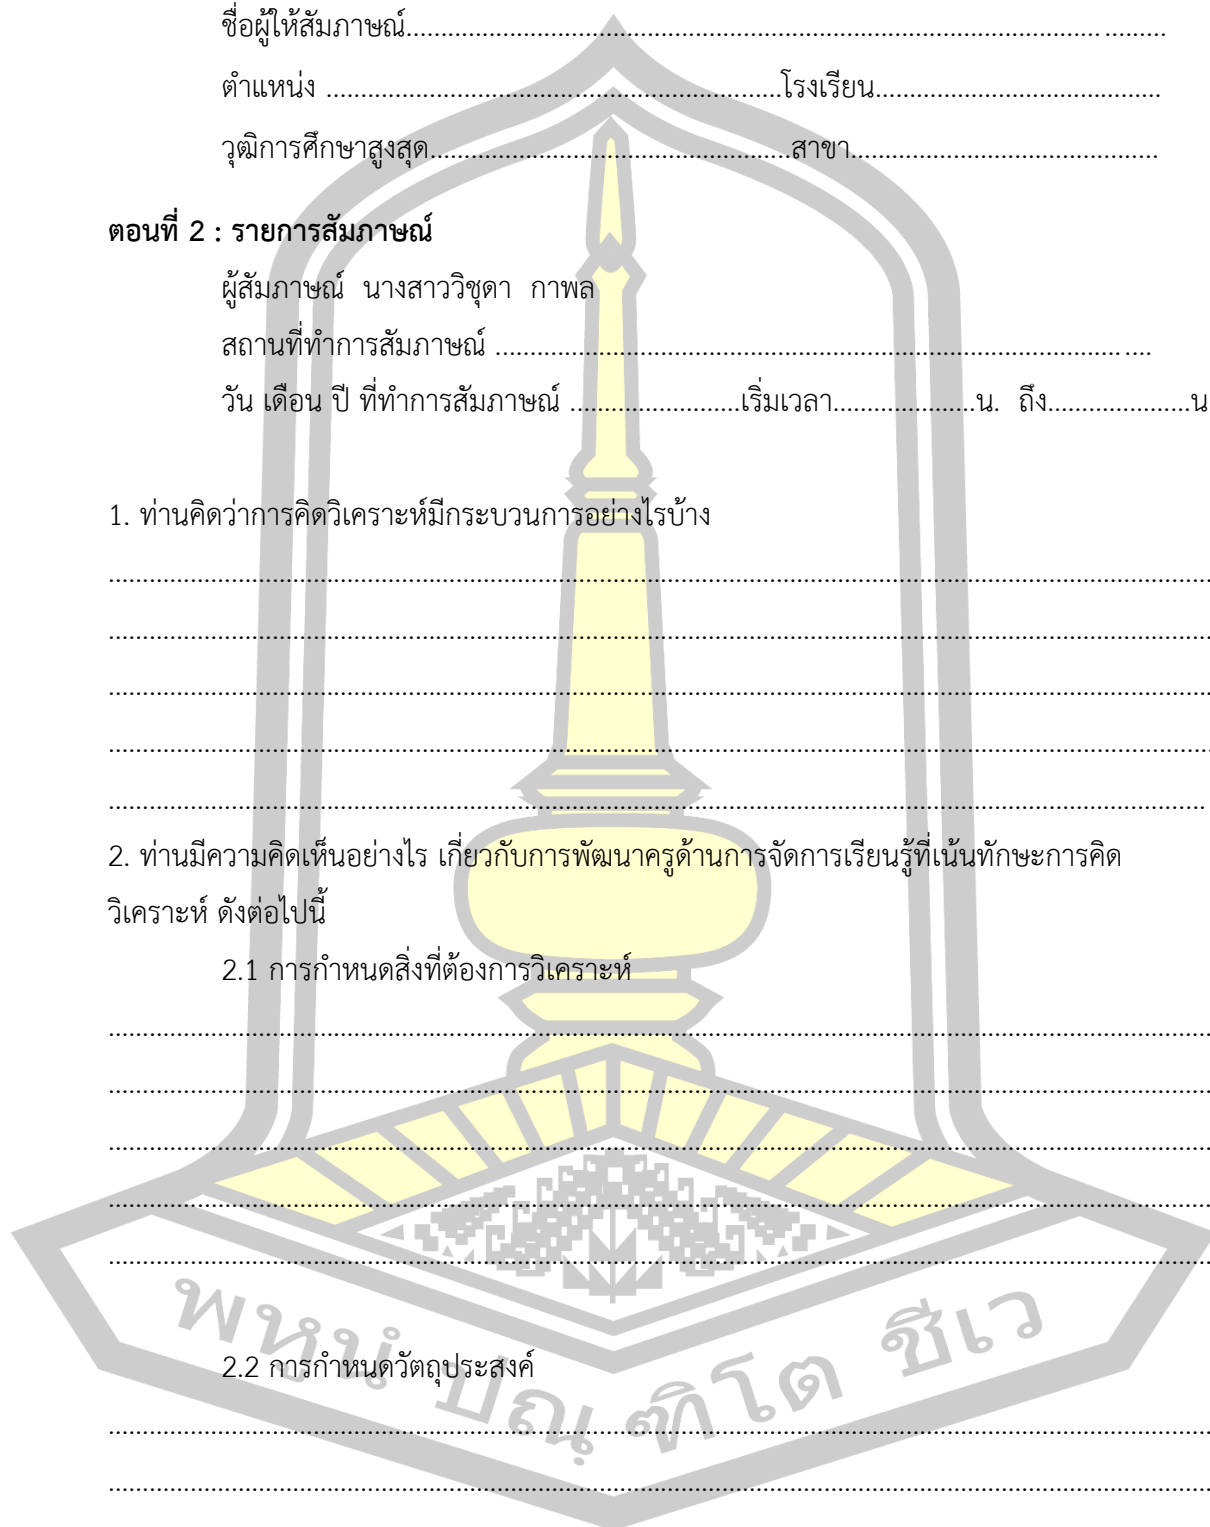 ชื่อผู้ให้สัมภาษณ์..............................................................................................................
ตำแหน่ง ..................................................................โรงเรียน..........................................
วุฒิการศึกษาสูงสุด.....................................................สาขา.............................................
ตอนที่ 2 : รายการสัมภาษณ์
ผู้สัมภาษณ์ นางสาววิชุดา กาพล
สถานที่ทำการสัมภาษณ์ ...............................................................................................
วัน เดือน ปี ที่ทำการสัมภาษณ์ .........................เริ่มเวลา.....................น. ถึง.....................น
1. ท่านคิดว่าการคิดวิเคราะห์มีกระบวนการอย่างไรบ้าง
................................................................................................................................................................
................................................................................................................................................................
................................................................................................................................................................
................................................................................................................................................................
................................................................................................................................................................
2. ท่านมีความคิดเห็นอย่างไร เกี่ยวกับการพัฒนาครูด้านการจัดการเรียนรู้ที่เน้นทักษะการคิด
วิเคราะห์ ดังต่อไปนี้
2.1 การกำหนดสิ่งที่ต้องการวิเคราะห์
................................................................................................................................................................
................................................................................................................................................................
................................................................................................................................................................
................................................................................................................................................................
................................................................................................................................................................
2.2 การกำหนดวัตถุประสงค์
................................................................................................................................................................
................................................................................................................................................................
พหูนํ ปณฺฑิโต ชีเว